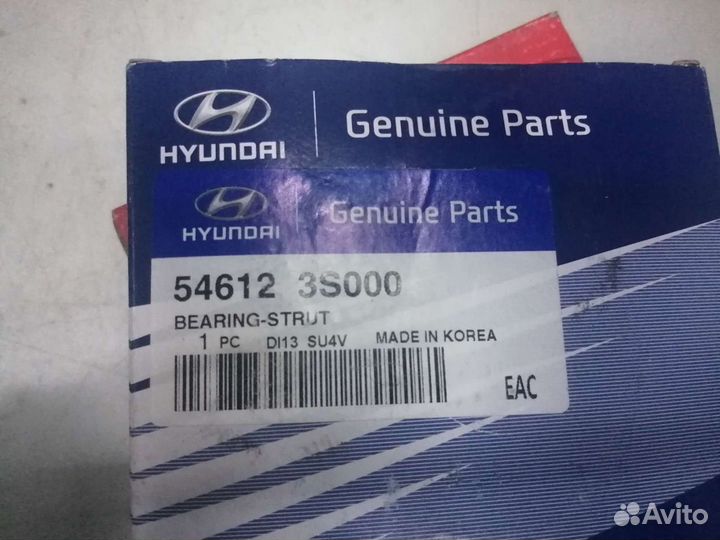 HYUNDAI
Genuine Parts
HYUNDAI
Genuine Parts
54612 3S000
BEARING-STRUT
1 PC DI13 SU4V MADE IN KOREA
EAC
Avito